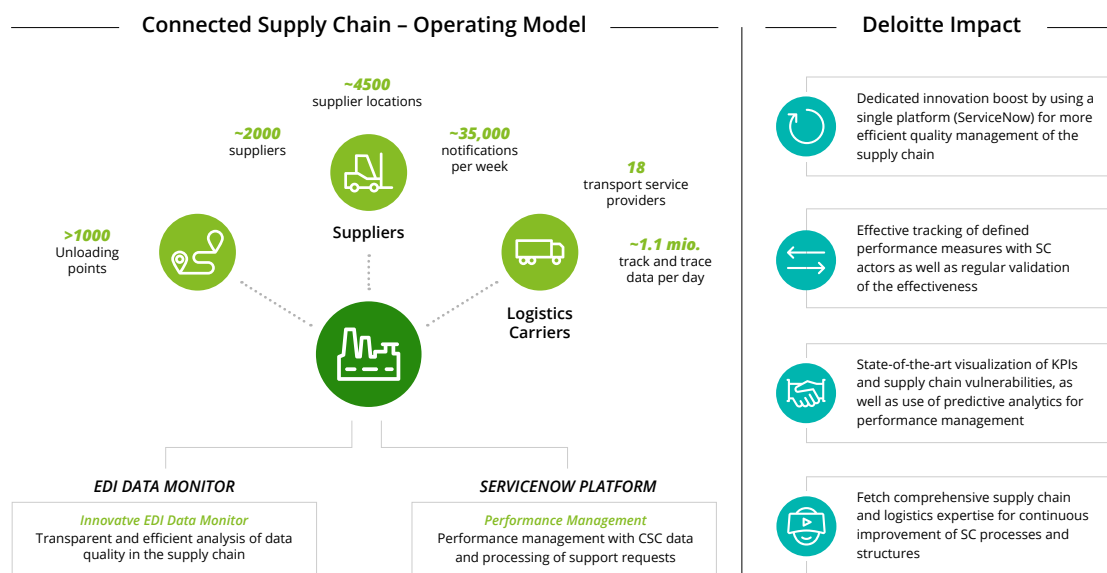 Connected Supply Chain – Operating Model
~4500
supplier locations
~2000
suppliers
~35,000
notifications
per week
18
transport service
providers
>1000
Unloading
points
Suppliers
~1.1 mio.
track and trace
data per day
Logistics
Carriers
EDI DATA MONITOR
Innovatve EDI Data Monitor
Transparent and efficient analysis of data
quality in the supply chain
SERVICENOW PLATFORM
Performance Management
Performance management with CSC data
and processing of support requests
Deloitte Impact
Dedicated innovation boost by using a
single platform (ServiceNow) for more
efficient quality management of the
supply chain
Effective tracking of defined
performance measures with SC
actors as well as regular validation
of the effectiveness
State-of-the-art visualization of KPIs
and supply chain vulnerabilities, as
well as use of predictive analytics for
performance management
Fetch comprehensive supply chain
and logistics expertise for continuous
improvement of SC processes and
structures